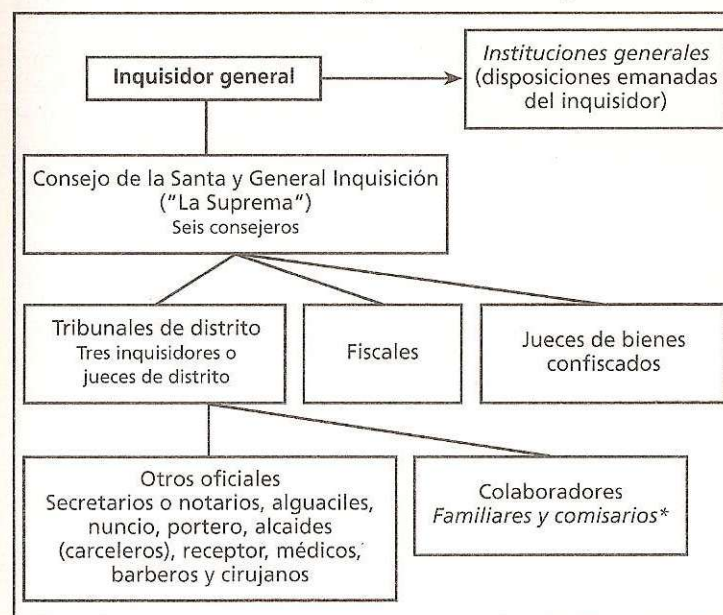 Inquisidor general
Instituciones generales
(disposiciones emanadas
del inquisidor)
Consejo de la Santa y General Inquisición
("La Suprema")
Seis consejeros
Tribunales de distrito
Tres inquisidores o
jueces de distrito
Fiscales
Jueces de bienes
confiscados
Otros oficiales
Secretarios o notarios, alguaciles,
nuncio, portero, alcaides
(carceleros), receptor, médicos,
barberos y cirujanos
Colaboradores
Familiares y comisarios*